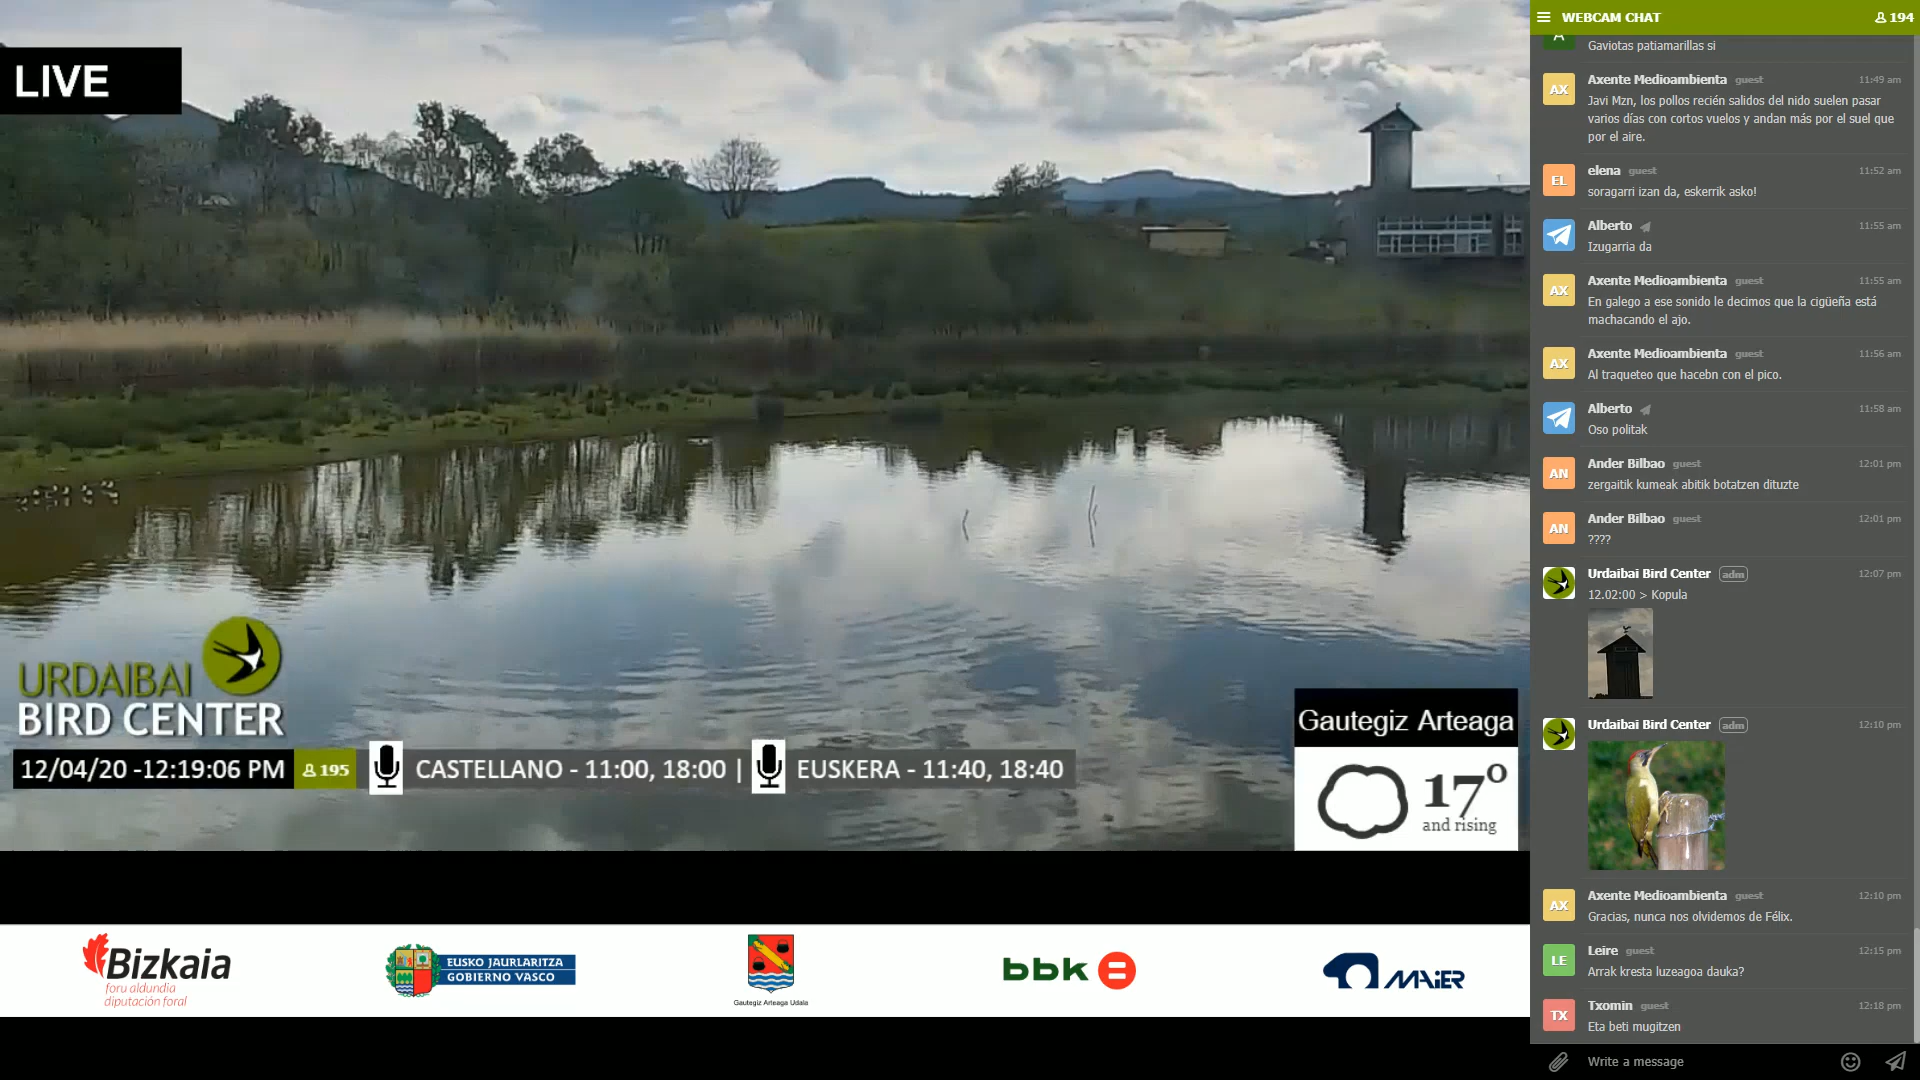 LIVE
URDAIBAI
BIRD CENTER
12/04/20 -12:19:06 PM
195
CASTELLANO - 11:00, 18:00 |
EUSKERA - 11:40, 18:40
Gautegiz Arteaga
17°
and rising
Bizkaia
foru aldundia
diputación foral
EUSKO JAURLARITZA
GOBIERNO VASCO
Gautegiz Arteaga Udala
bbk
MAIER
WEBCAM CHAT
194
A
Gaviotas patiamarillas si
AX
Axente Medioambienta guest 11:49 am
Javi Mzn, los pollos recién salidos del nido suelen pasar
varios días con cortos vuelos y andan más por el suel que
por el aire.
EL
elena guest 11:52 am
soragarri izan da, eskerrik asko!
Alberto 11:55 am
Izugarria da
AX
Axente Medioambienta guest 11:55 am
En galego a ese sonido le decimos que la cigüeña está
machacando el ajo.
AX
Axente Medioambienta guest 11:56 am
Al traqueteo que hacebn con el pico.
Alberto 11:58 am
Oso politak
AN
Ander Bilbao guest 12:01 pm
zergaitik kumeak abitik botatzen dituzte
AN
Ander Bilbao guest 12:01 pm
????
Urdaibai Bird Center adm 12:07 pm
12.02:00 > Kopula
Urdaibai Bird Center adm 12:10 pm
AX
Axente Medioambienta guest 12:10 pm
Gracias, nunca nos olvidemos de Félix.
LE
Leire guest 12:15 pm
Arrak kresta luzeagoa dauka?
TX
Txomin guest 12:18 pm
Eta beti mugitzen
Write a message